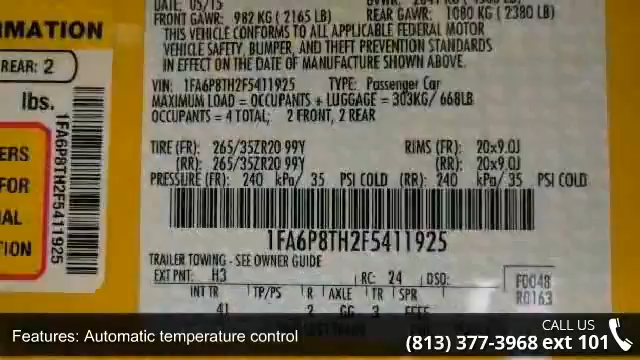 DATE: 05/15
FRONT GAWR: 982 KG ( 2165 LB) REAR GAWR: 1080 KG ( 2380 LB)
THIS VEHICLE CONFORMS TO ALL APPLICABLE FEDERAL MOTOR
VEHICLE SAFETY, BUMPER, AND THEFT PREVENTION STANDARDS
IN EFFECT ON THE DATE OF MANUFACTURE SHOWN ABOVE.
VIN: 1FA6P8TH2F5411925 TYPE: Passenger Car
MAXIMUM LOAD = OCCUPANTS + LUGGAGE = 303KG/ 668LB
OCCUPANTS = 4 TOTAL; 2 FRONT, 2 REAR
TIRE (FR): 265/35ZR20 99Y RIMS (FR): 20x9.0J
(RR): 265/35ZR20 99Y (RR): 20x9.0J
PRESSURE (FR): 240 kPa/ 35 PSI COLD (RR): 240 kPa/ 35 PSI COLD
1FA6P8TH2F5411925
TRAILER TOWING - SEE OWNER GUIDE
EXT PNT: H3 RC: 24 DSO:
F0048
R0163
INT TR TP/PS R AXLE TR SPR
41 2 GG 3
RMATION
REAR: 2
lbs.
1FA6P8TH2F5411925
ERS
FOR
AL
ION
Features: Automatic temperature control
CALL US
(813) 377-3968 ext 101